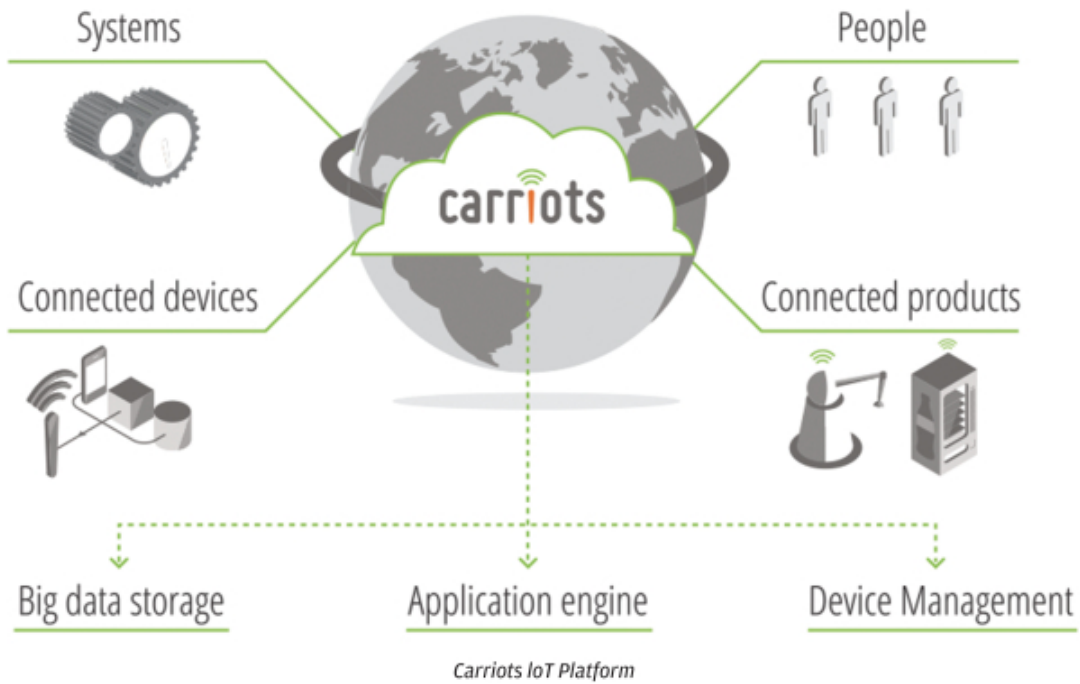 Systems
People
carriots
Connected devices
Connected products
Big data storage
Application engine
Device Management
Carriots IoT Platform